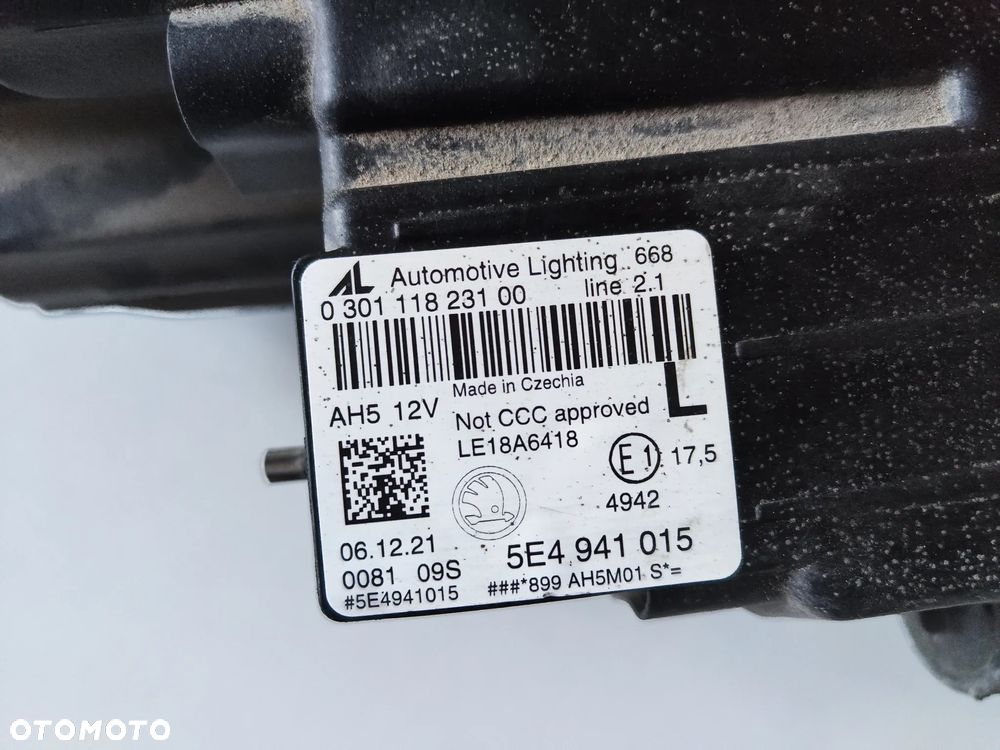 AL Automotive Lighting 668
0 301 118 231 00 line 2.1
Made in Czechia
AH5 12V Not CCC approved L
LE18A6418
E1 17,5
4942
06.12.21 5E4 941 015
0081 09S ###*899 AH5M01 S*=
#5E4941015
OTOMOTO